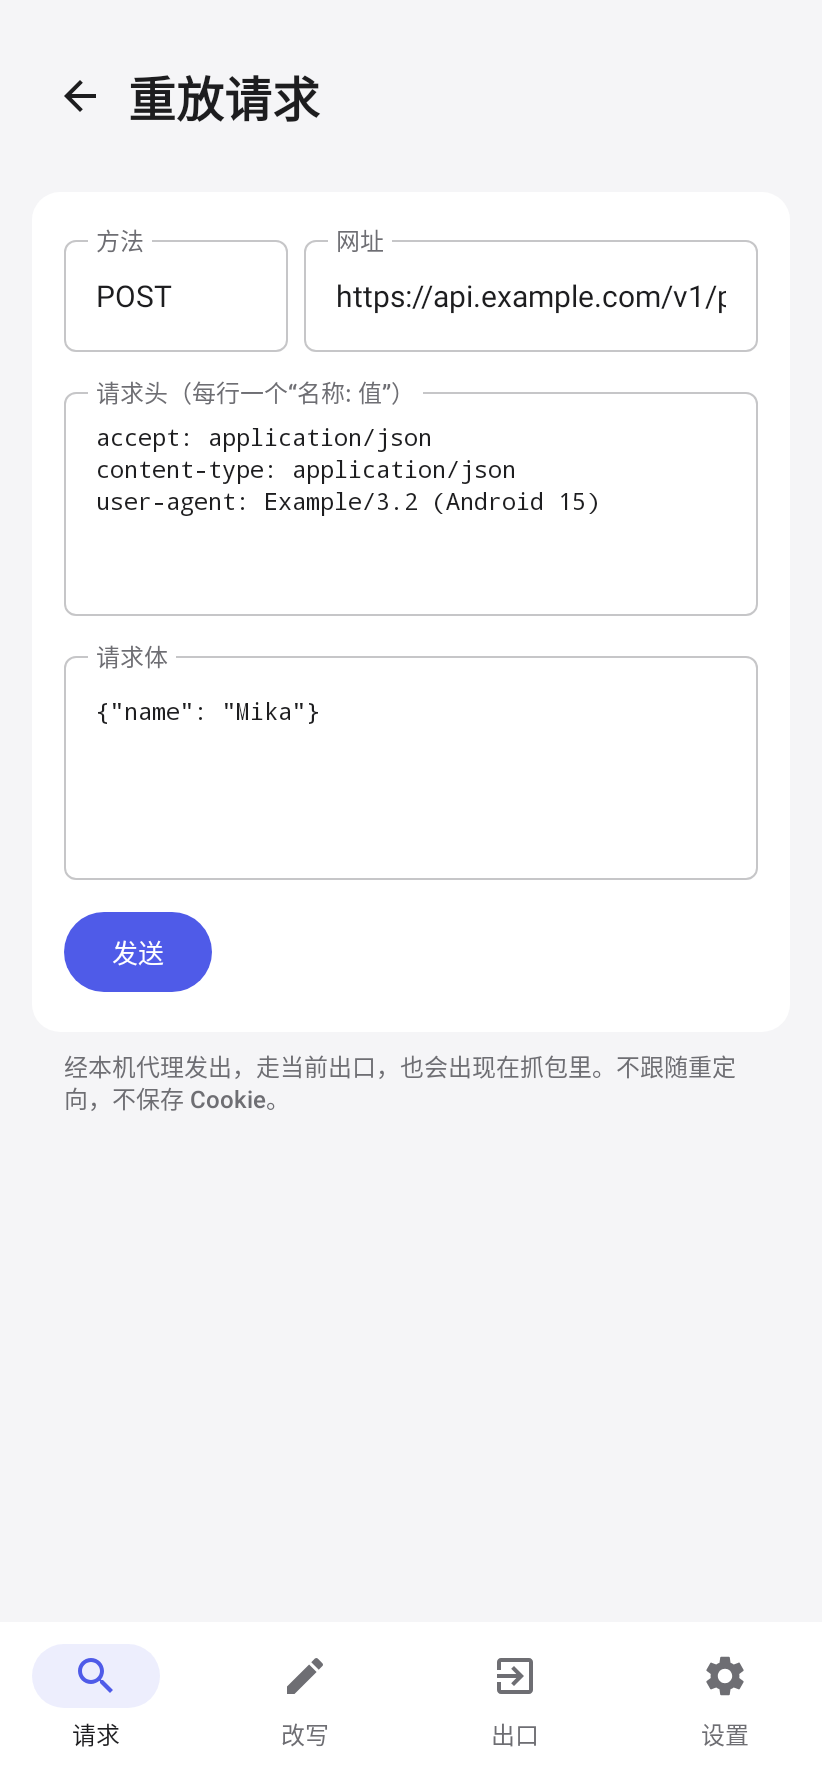 重放请求
方法
网址
POST
https://api.example.com/v1/p
请求头（每行一个“名称: 值”）
accept: application/json
content-type: application/json
user-agent: Example/3.2 (Android 15)
请求体
{"name": "Mika"}
发送
经本机代理发出，走当前出口，也会出现在抓包里。不跟随重定
向，不保存 Cookie。
请求
改写
出口
设置